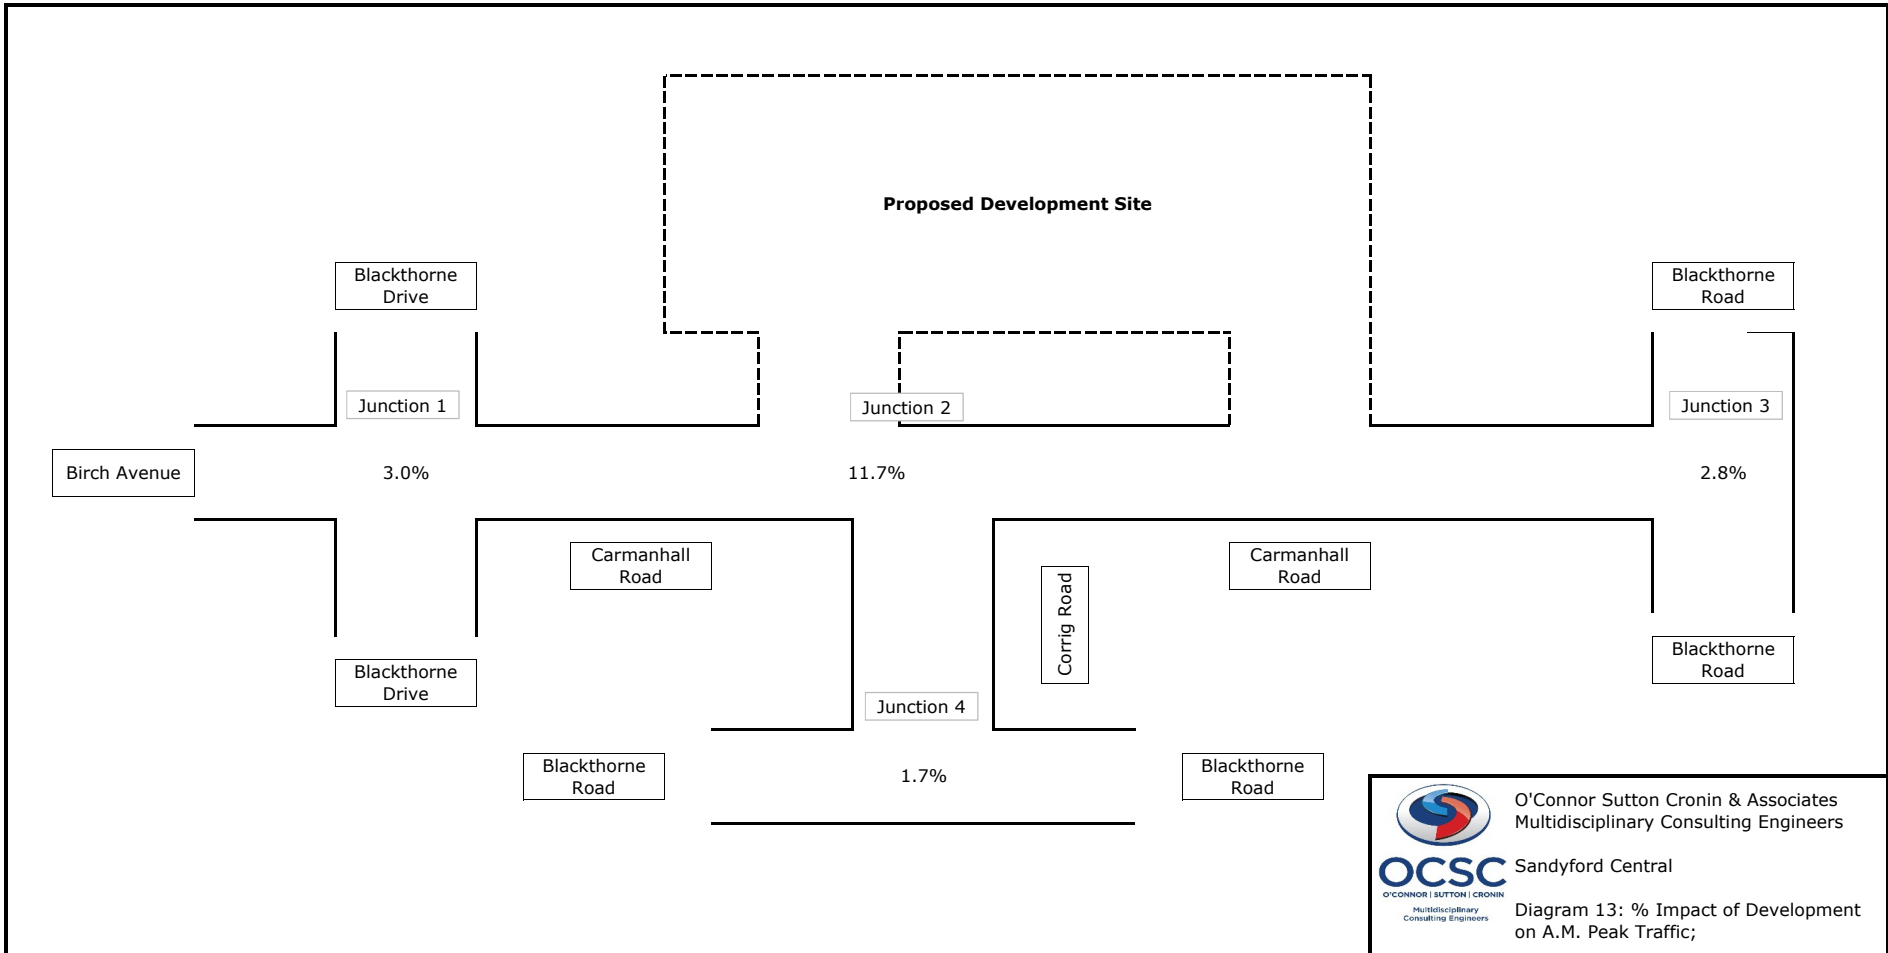 Proposed Development Site
Blackthorne
Drive
Blackthorne
Road
Junction 1
Junction 2
Junction 3
Birch Avenue
3.0%
11.7%
2.8%
Carmanhall
Road
Corrig Road
Carmanhall
Road
Blackthorne
Drive
Blackthorne
Road
Junction 4
Blackthorne
Road
1.7%
Blackthorne
Road
O'Connor Sutton Cronin & Associates
Multidisciplinary Consulting Engineers
Sandyford Central
Diagram 13: % Impact of Development
on A.M. Peak Traffic;
OCSC
O'CONNOR | SUTTON | CRONIN
Multidisciplinary
Consulting Engineers